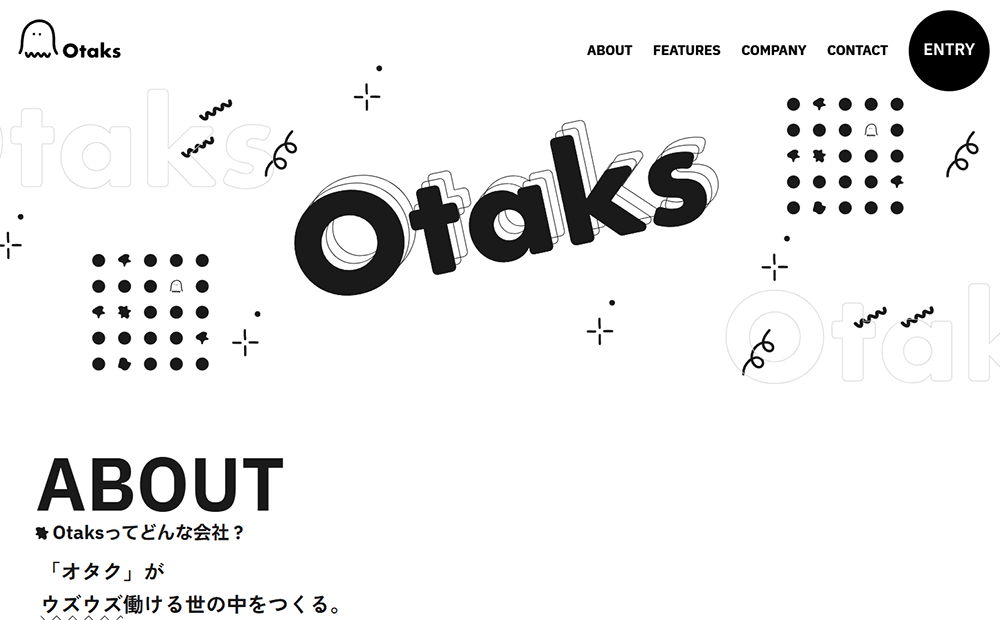 Otaks
ABOUT FEATURES COMPANY CONTACT ENTRY
Otaks
Otaks
Otak
ABOUT
Otaksってどんな会社？
「オタク」が
ウズウズ働ける世の中をつくる。